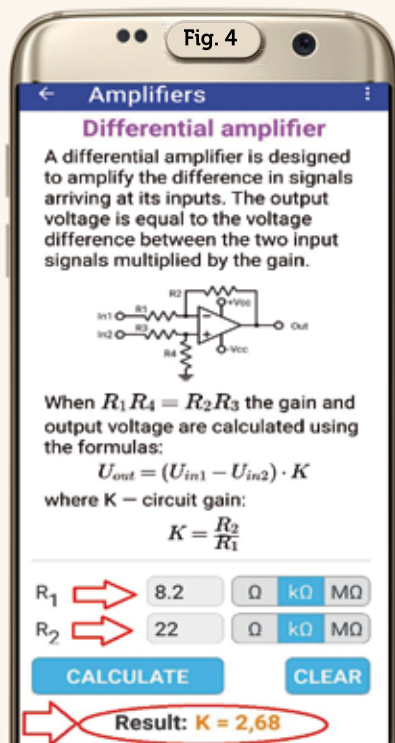 Fig. 4
← Amplifiers
Differential amplifier
A differential amplifier is designed
to amplify the difference in signals
arriving at its inputs. The output
voltage is equal to the voltage
difference between the two input
signals multiplied by the gain.
R2
+Vcc
In1 R1
Out
In2 R3
R4
-Vcc
When R₁R₄ = R₂R₃ the gain and
output voltage are calculated using
the formulas:
Uout = (Uin1 − Uin2) · K
where K — circuit gain:
K = R₂/R₁
R₁ 8.2 Ω kΩ MΩ
R₂ 22 Ω kΩ MΩ
CALCULATE CLEAR
Result: K = 2,68